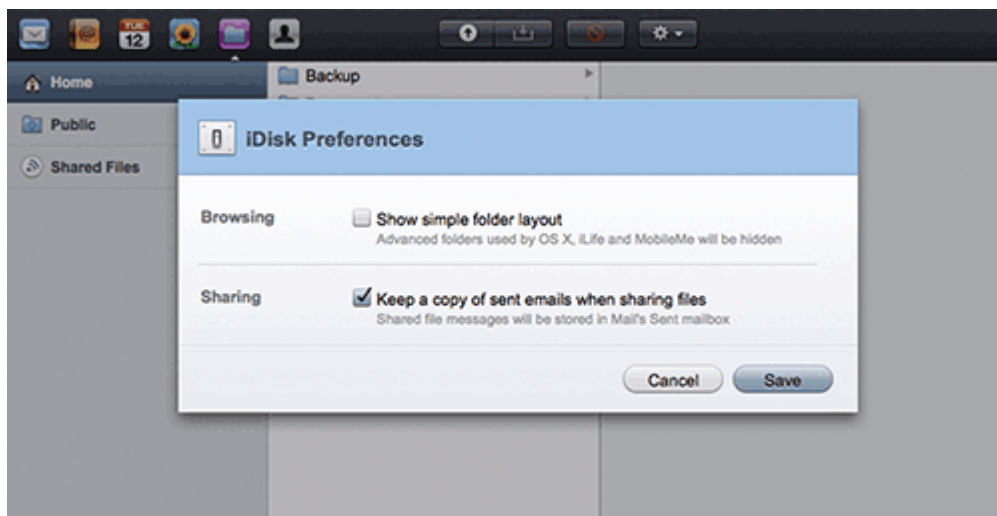 TUE
12
Home
Backup
Public
Shared Files
iDisk Preferences
Browsing
Show simple folder layout
Advanced folders used by OS X, iLife and MobileMe will be hidden
Sharing
Keep a copy of sent emails when sharing files
Shared file messages will be stored in Mail's Sent mailbox
Cancel
Save